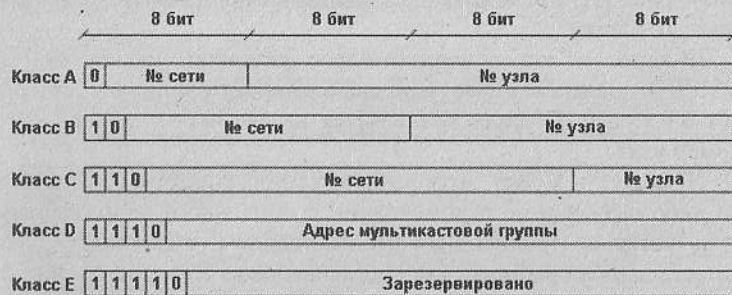 8 бит 8 бит 8 бит 8 бит
Класс A 0 № сети № узла
Класс B 1 0 № сети № узла
Класс C 1 1 0 № сети № узла
Класс D 1 1 1 0 Адрес мультикастовой группы
Класс E 1 1 1 1 0 Зарезервировано